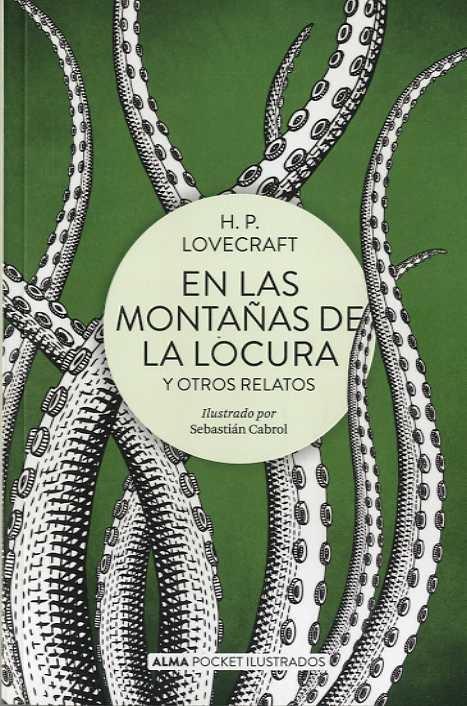 H. P.
LOVECRAFT
EN LAS
MONTAÑAS DE
LA LOCURA
Y OTROS RELATOS
Ilustrado por
Sebastián Cabrol
ALMA POCKET ILUSTRADOS